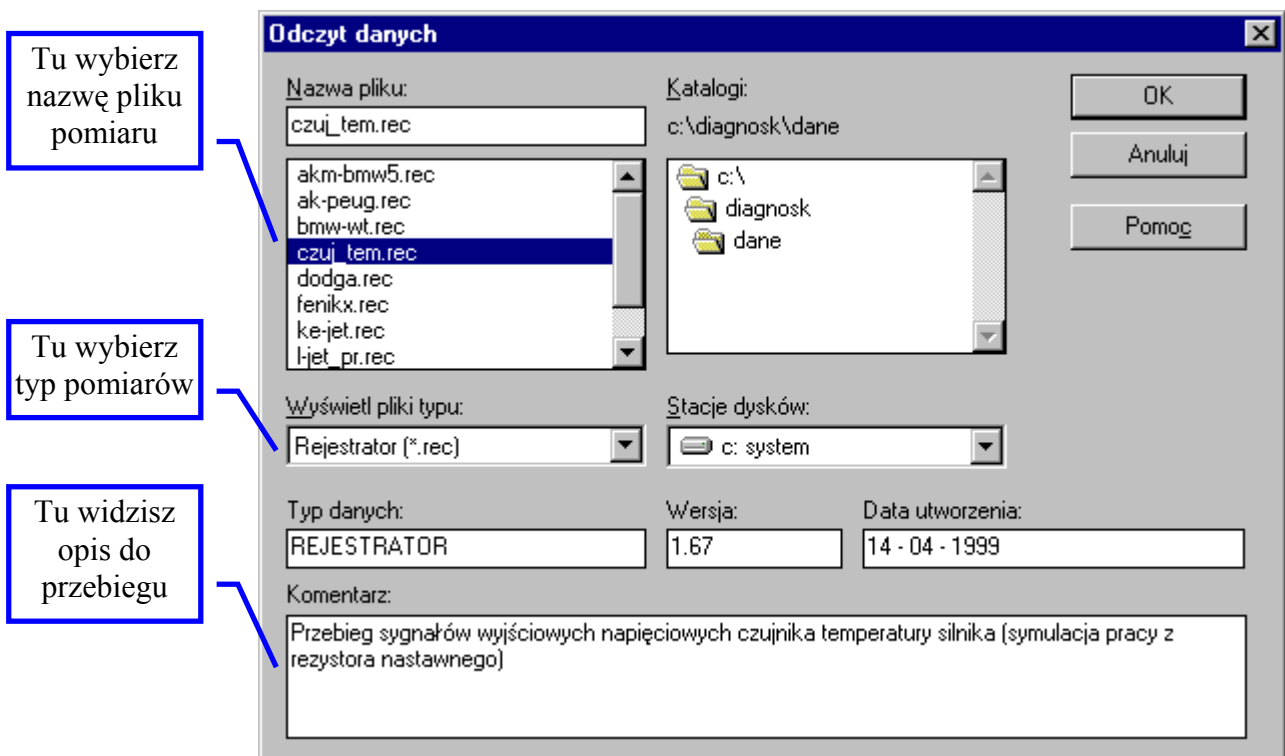 Tu wybierz
nazwę pliku
pomiaru
Tu wybierz
typ pomiarów
Tu widzisz
opis do
przebiegu
Odczyt danych
Nazwa pliku:
czuj_tem.rec
akm-bmw5.rec
ak-peug.rec
bmw-wt.rec
czuj_tem.rec
dodga.rec
fenikx.rec
ke-jet.rec
l-jet_pr.rec
Wyświetl pliki typu:
Rejestrator (*.rec)
Katalogi:
c:\diagnosk\dane
c:\
diagnosk
dane
Stacje dysków:
c: system
OK
Anuluj
Pomoc
Typ danych:
REJESTRATOR
Wersja:
1.67
Data utworzenia:
14 - 04 - 1999
Komentarz:
Przebieg sygnałów wyjściowych napięciowych czujnika temperatury silnika (symulacja pracy z
rezystora nastawnego)